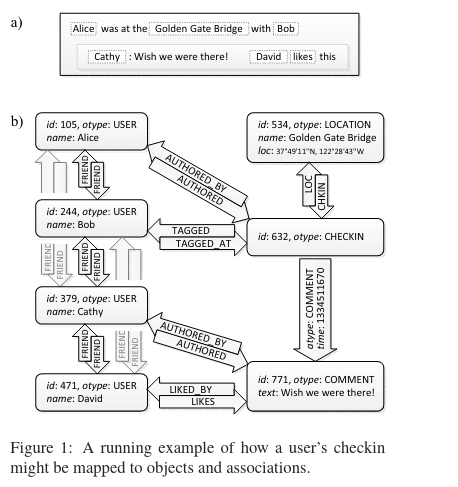 a)
Alice was at the Golden Gate Bridge with Bob
Cathy : Wish we were there! David likes this
b)
id: 105, otype: USER
name: Alice
id: 534, otype: LOCATION
name: Golden Gate Bridge
loc: 37°49'11"N, 122°28'43"W
AUTHORED_BY
AUTHORED
FRIEND
FRIEND
LOC
CHKIN
id: 244, otype: USER
name: Bob
TAGGED
TAGGED_AT
id: 632, otype: CHECKIN
FRIEND
FRIEND
FRIEND
FRIEND
atype: COMMENT
time: 1334511670
id: 379, otype: USER
name: Cathy
AUTHORED_BY
AUTHORED
FRIEND
FRIEND
FRIEND
FRIEND
id: 471, otype: USER
name: David
LIKED_BY
LIKES
id: 771, otype: COMMENT
text: Wish we were there!
Figure 1: A running example of how a user's checkin
might be mapped to objects and associations.